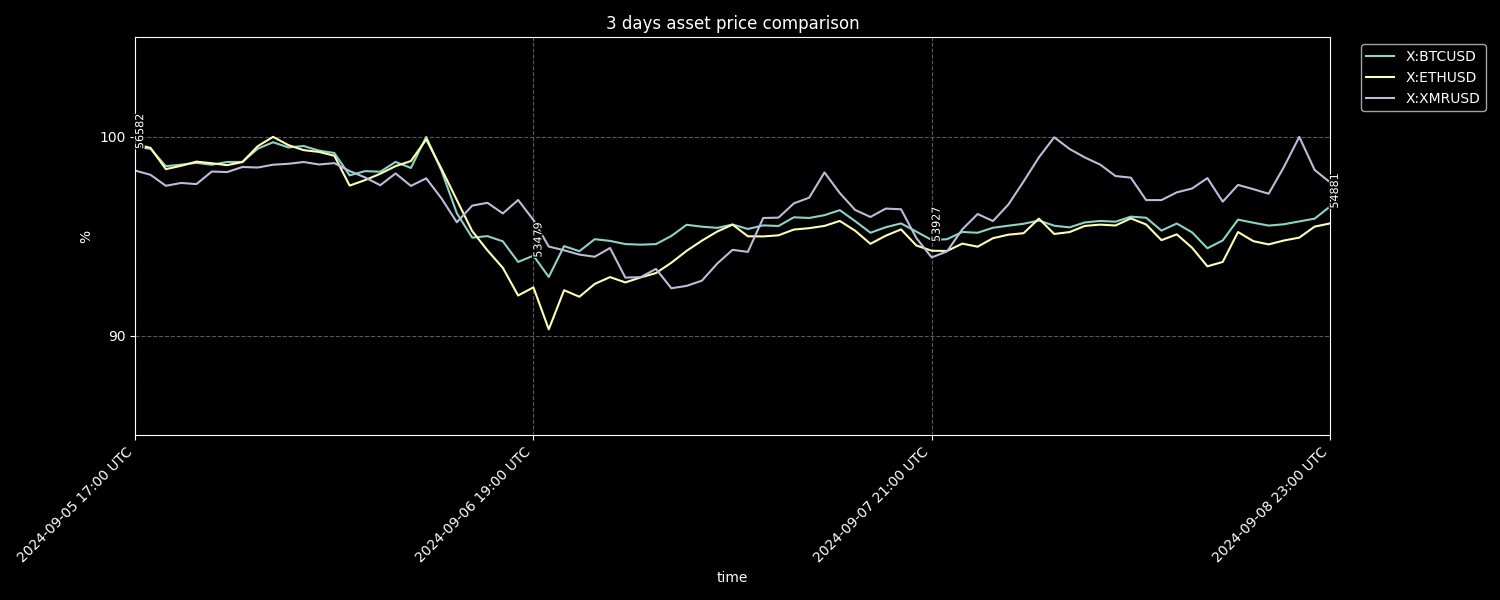 3 days asset price comparison
X:BTCUSD
X:ETHUSD
X:XMRUSD
100
90
%
56582
53479
53927
54881
2024-09-05 17:00 UTC
2024-09-06 19:00 UTC
2024-09-07 21:00 UTC
2024-09-08 23:00 UTC
time